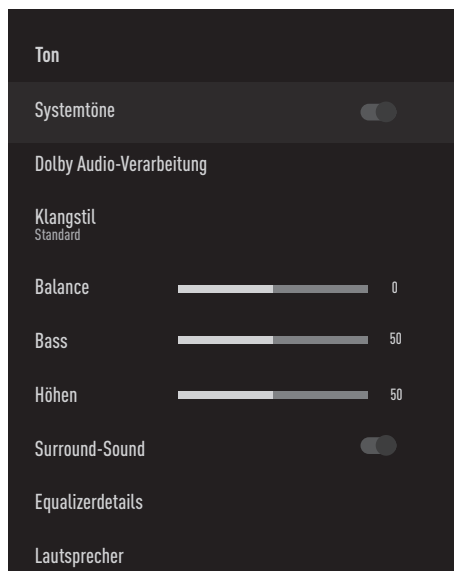 Ton
Systemtöne
Dolby Audio-Verarbeitung
Klangstil
Standard
Balance 0
Bass 50
Höhen 50
Surround-Sound
Equalizerdetails
Lautsprecher